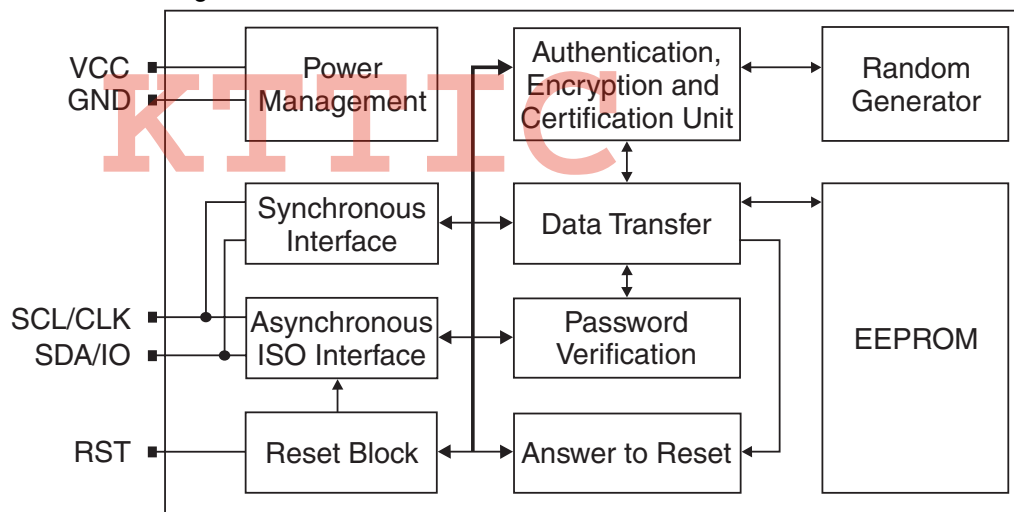 VCC
GND
Power
Management
Authentication,
Encryption and
Certification Unit
Random
Generator
KTTIC
Synchronous
Interface
Data Transfer
SCL/CLK
SDA/IO
Asynchronous
ISO Interface
Password
Verification
EEPROM
RST
Reset Block
Answer to Reset